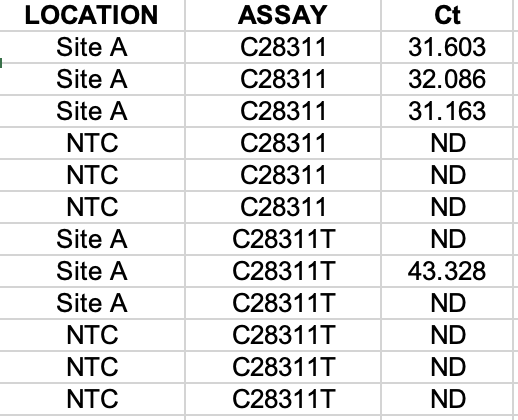 LOCATION ASSAY Ct
Site A C28311 31.603
Site A C28311 32.086
Site A C28311 31.163
NTC C28311 ND
NTC C28311 ND
NTC C28311 ND
Site A C28311T ND
Site A C28311T 43.328
Site A C28311T ND
NTC C28311T ND
NTC C28311T ND
NTC C28311T ND